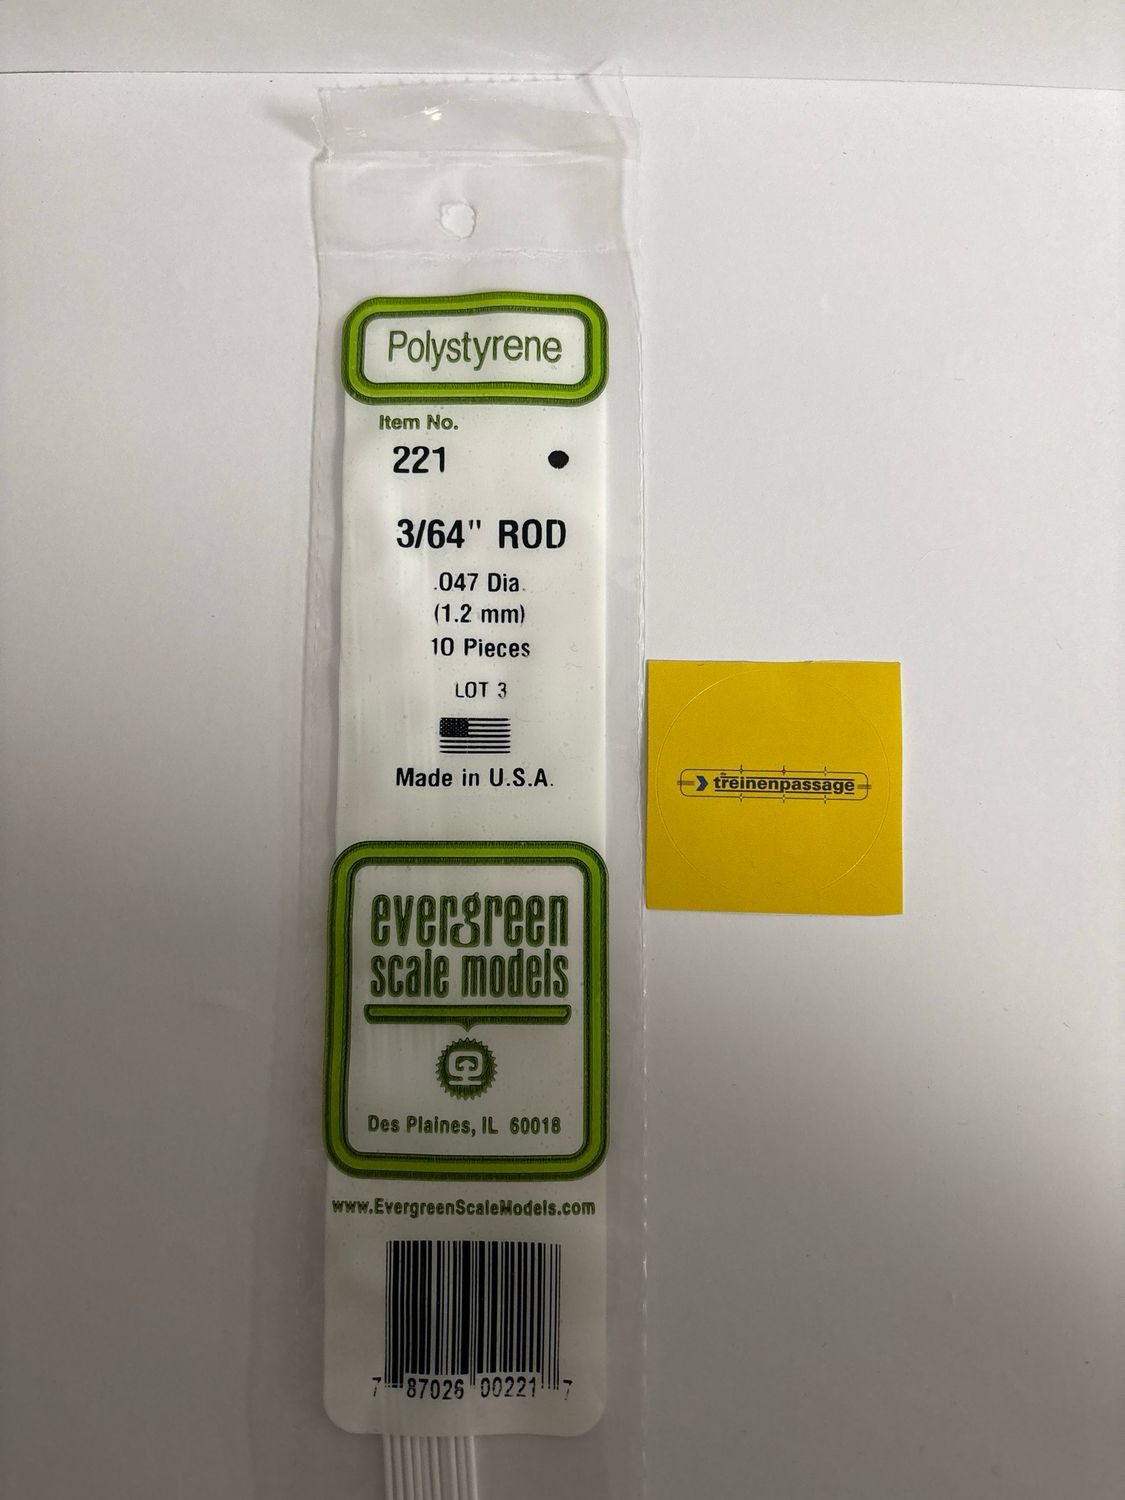 Polystyrene
Item No.
221
3/64" ROD
.047 Dia.
(1.2 mm)
10 Pieces
LOT 3
Made in U.S.A.
evergreen
scale models
Des Plaines, IL 60018
www.EvergreenScaleModels.com
7 87026 00221 7
de
treinenpassage